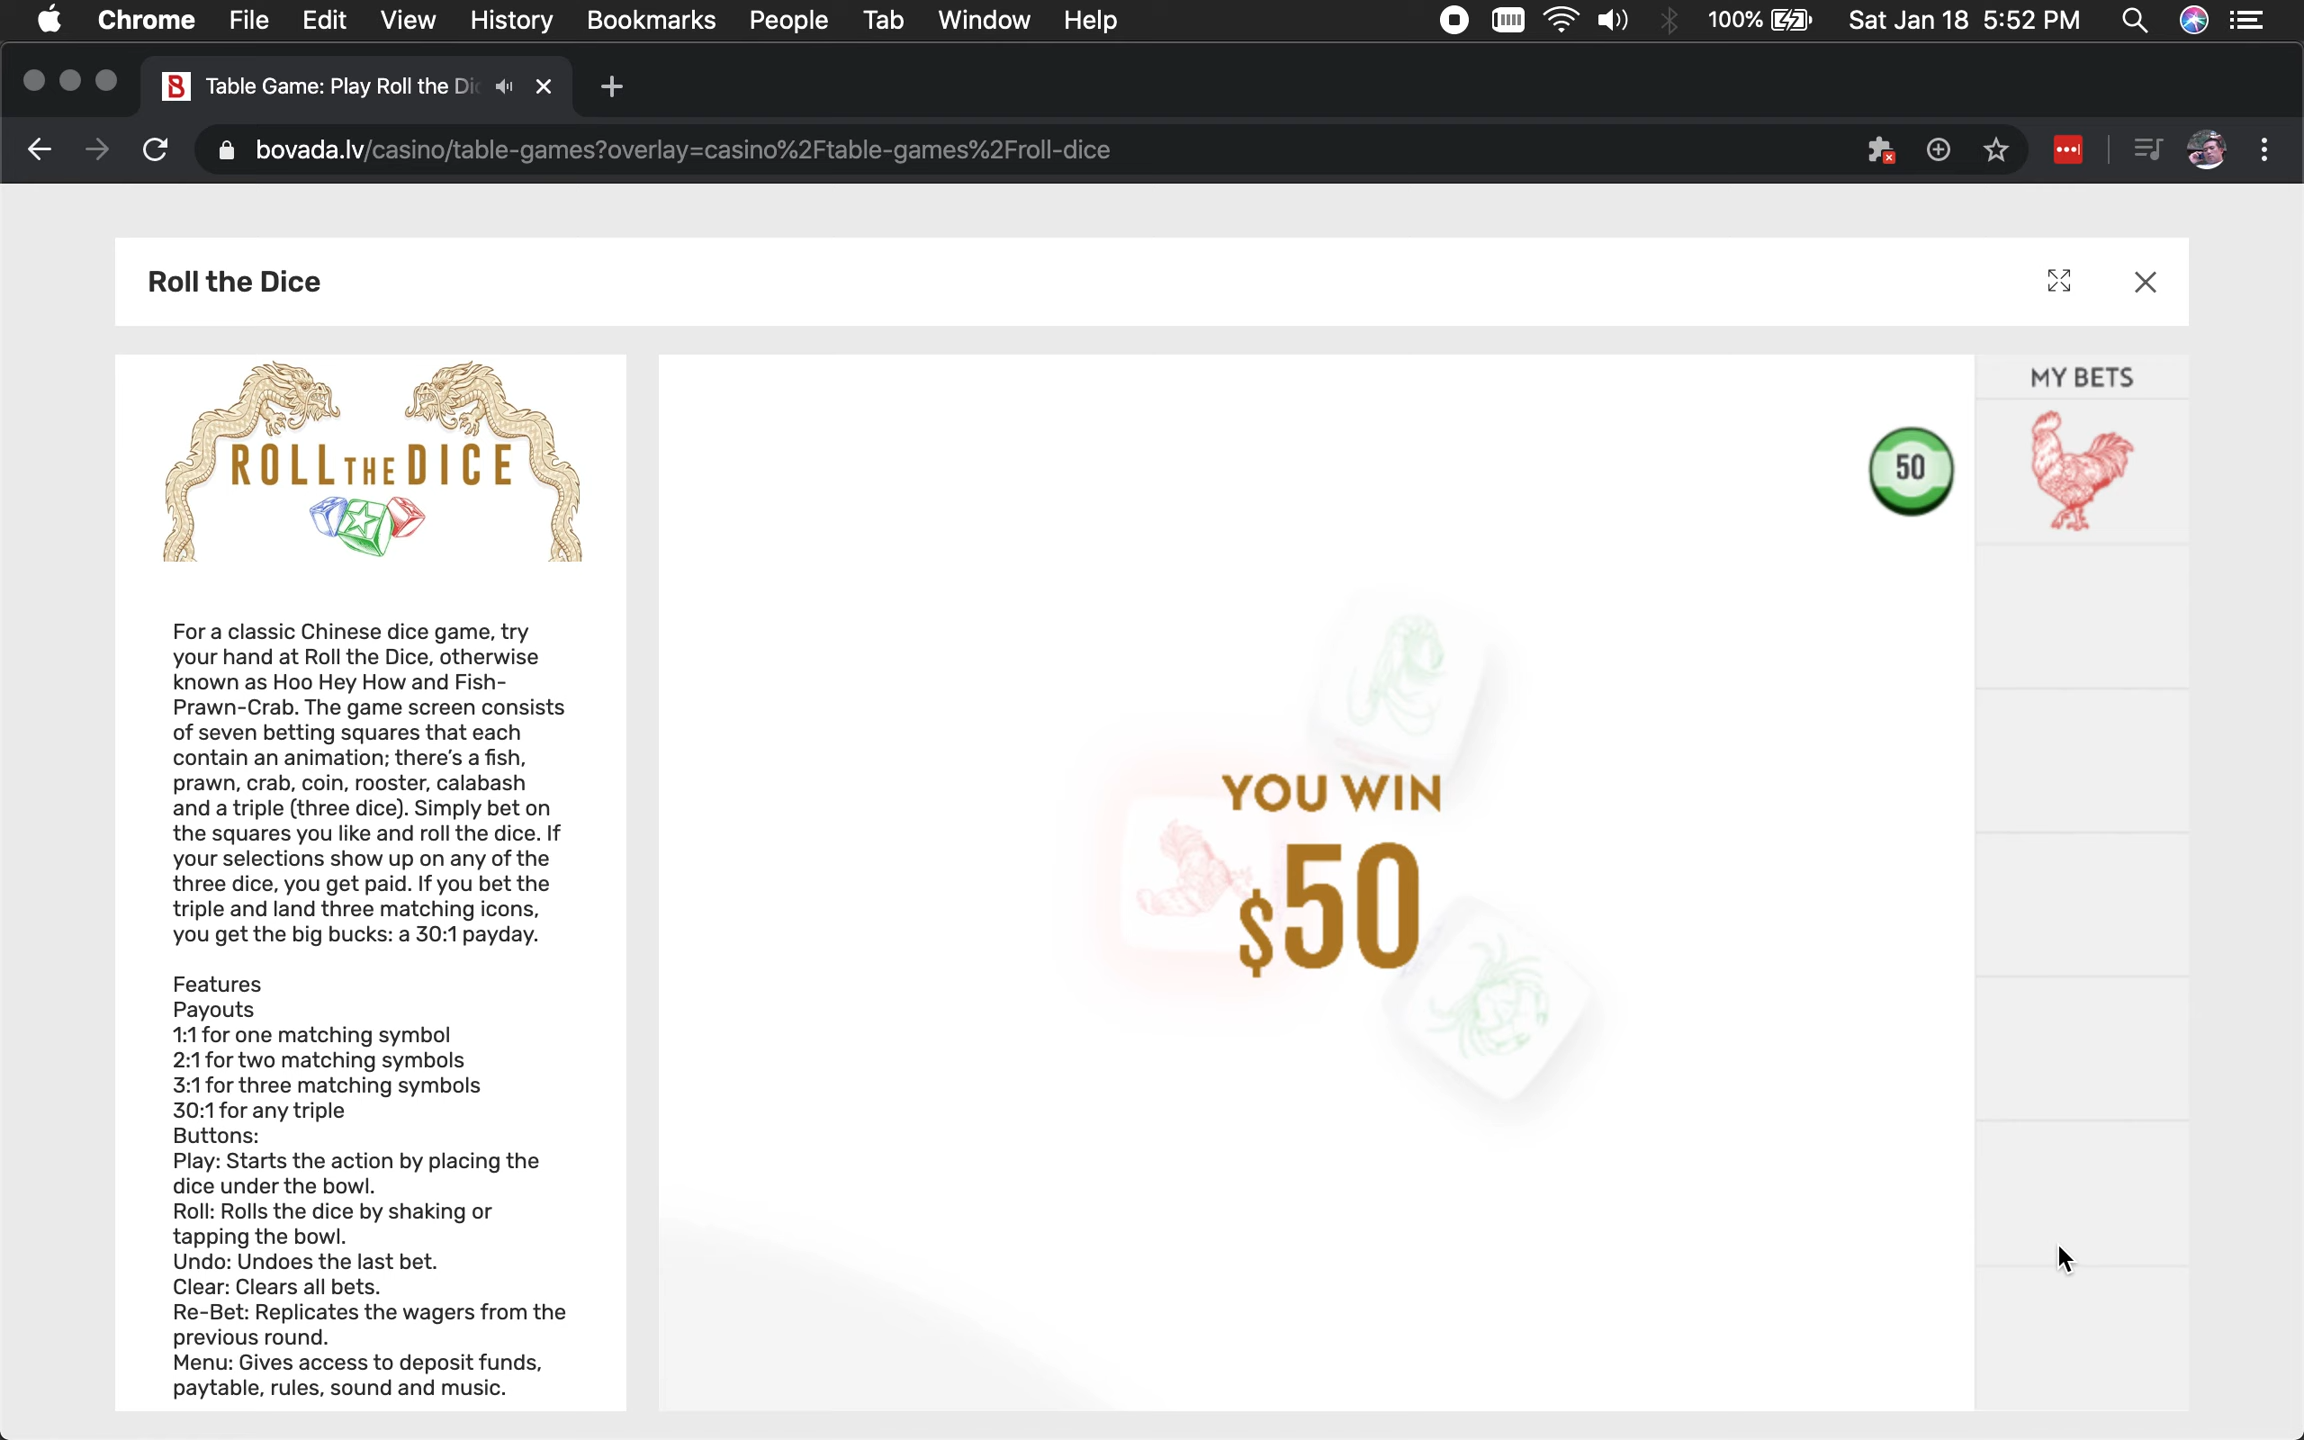 Chrome File Edit View History Bookmarks People Tab Window Help 100% Sat Jan 18 5:52 PM
Table Game: Play Roll the Di
bovada.lv/casino/table-games?overlay=casino%2Ftable-games%2Froll-dice
Roll the Dice
ROLL THE DICE
For a classic Chinese dice game, try
your hand at Roll the Dice, otherwise
known as Hoo Hey How and Fish-
Prawn-Crab. The game screen consists
of seven betting squares that each
contain an animation; there's a fish,
prawn, crab, coin, rooster, calabash
and a triple (three dice). Simply bet on
the squares you like and roll the dice. If
your selections show up on any of the
three dice, you get paid. If you bet the
triple and land three matching icons,
you get the big bucks: a 30:1 payday.
Features
Payouts
1:1 for one matching symbol
2:1 for two matching symbols
3:1 for three matching symbols
30:1 for any triple
Buttons:
Play: Starts the action by placing the
dice under the bowl.
Roll: Rolls the dice by shaking or
tapping the bowl.
Undo: Undoes the last bet.
Clear: Clears all bets.
Re-Bet: Replicates the wagers from the
previous round.
Menu: Gives access to deposit funds,
paytable, rules, sound and music.
YOU WIN
$50
50
MY BETS